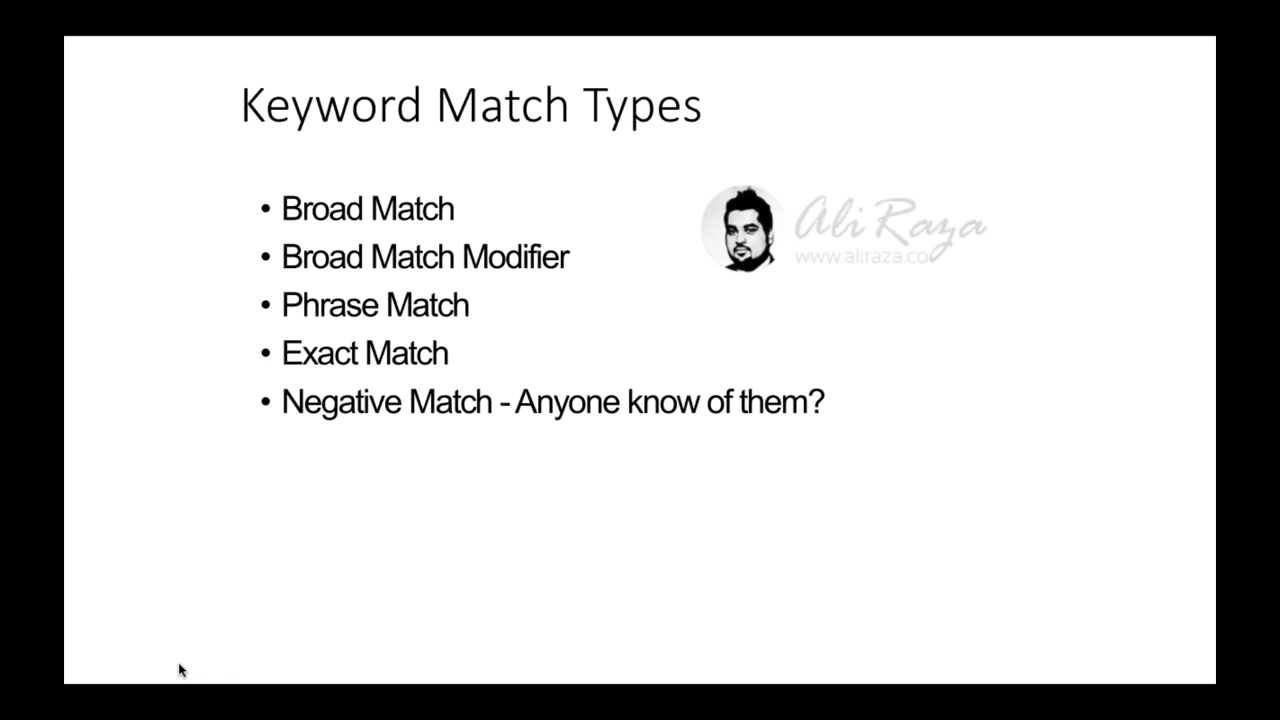 Keyword Match Types
• Broad Match
• Broad Match Modifier
• Phrase Match
• Exact Match
• Negative Match - Anyone know of them?
Ali Raza
www.aliraza.co